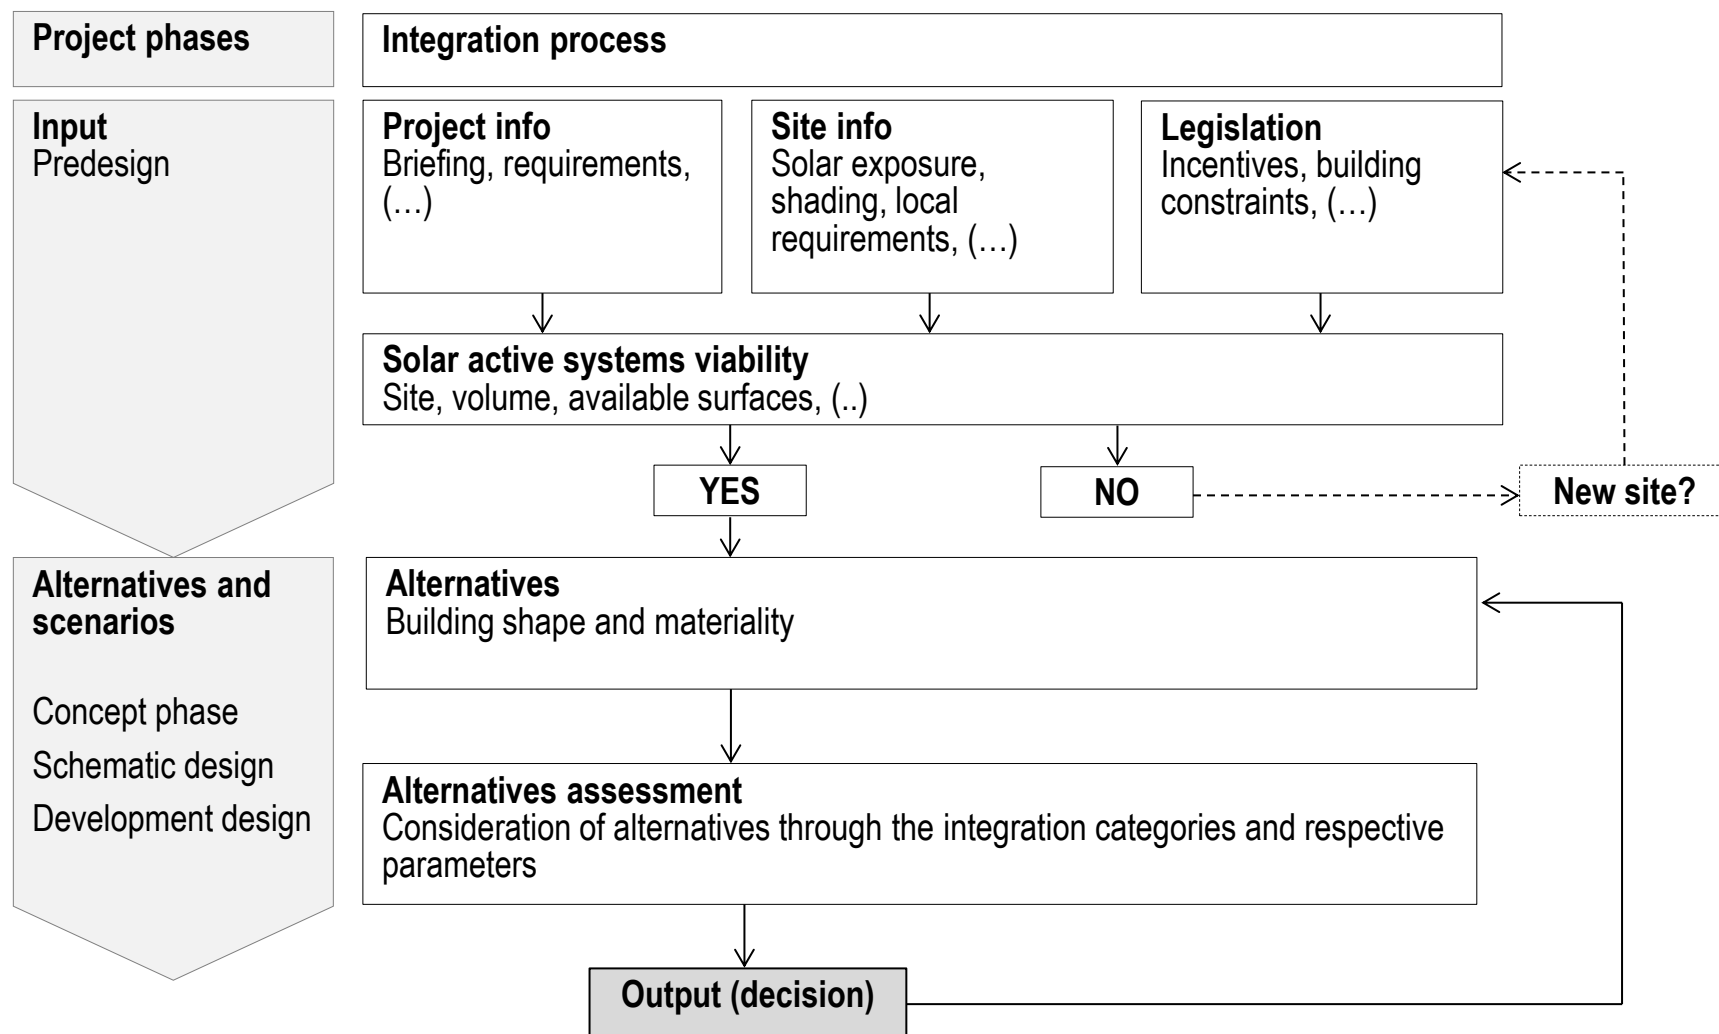 Project phases
Integration process
Input
Predesign
Project info
Briefing, requirements,
(…)
Site info
Solar exposure,
shading, local
requirements, (…)
Legislation
Incentives, building
constraints, (…)
Solar active systems viability
Site, volume, available surfaces, (..)
YES
NO
New site?
Alternatives and
scenarios
Concept phase
Schematic design
Development design
Alternatives
Building shape and materiality
Alternatives assessment
Consideration of alternatives through the integration categories and respective
parameters
Output (decision)